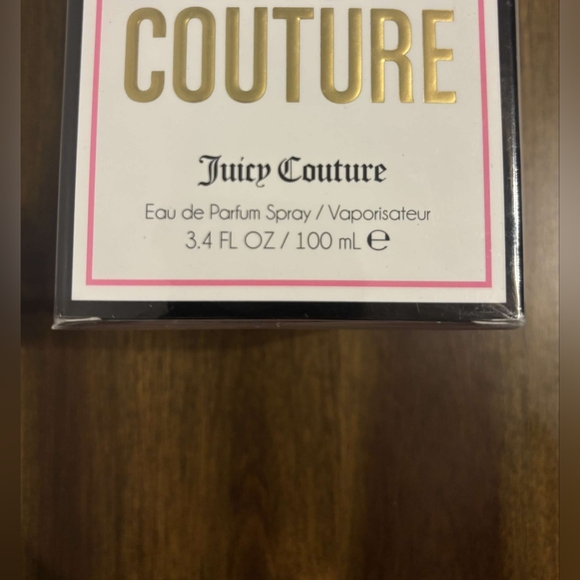 COUTURE
Juicy Couture
Eau de Parfum Spray / Vaporisateur
3.4 FL OZ / 100 mL ℮